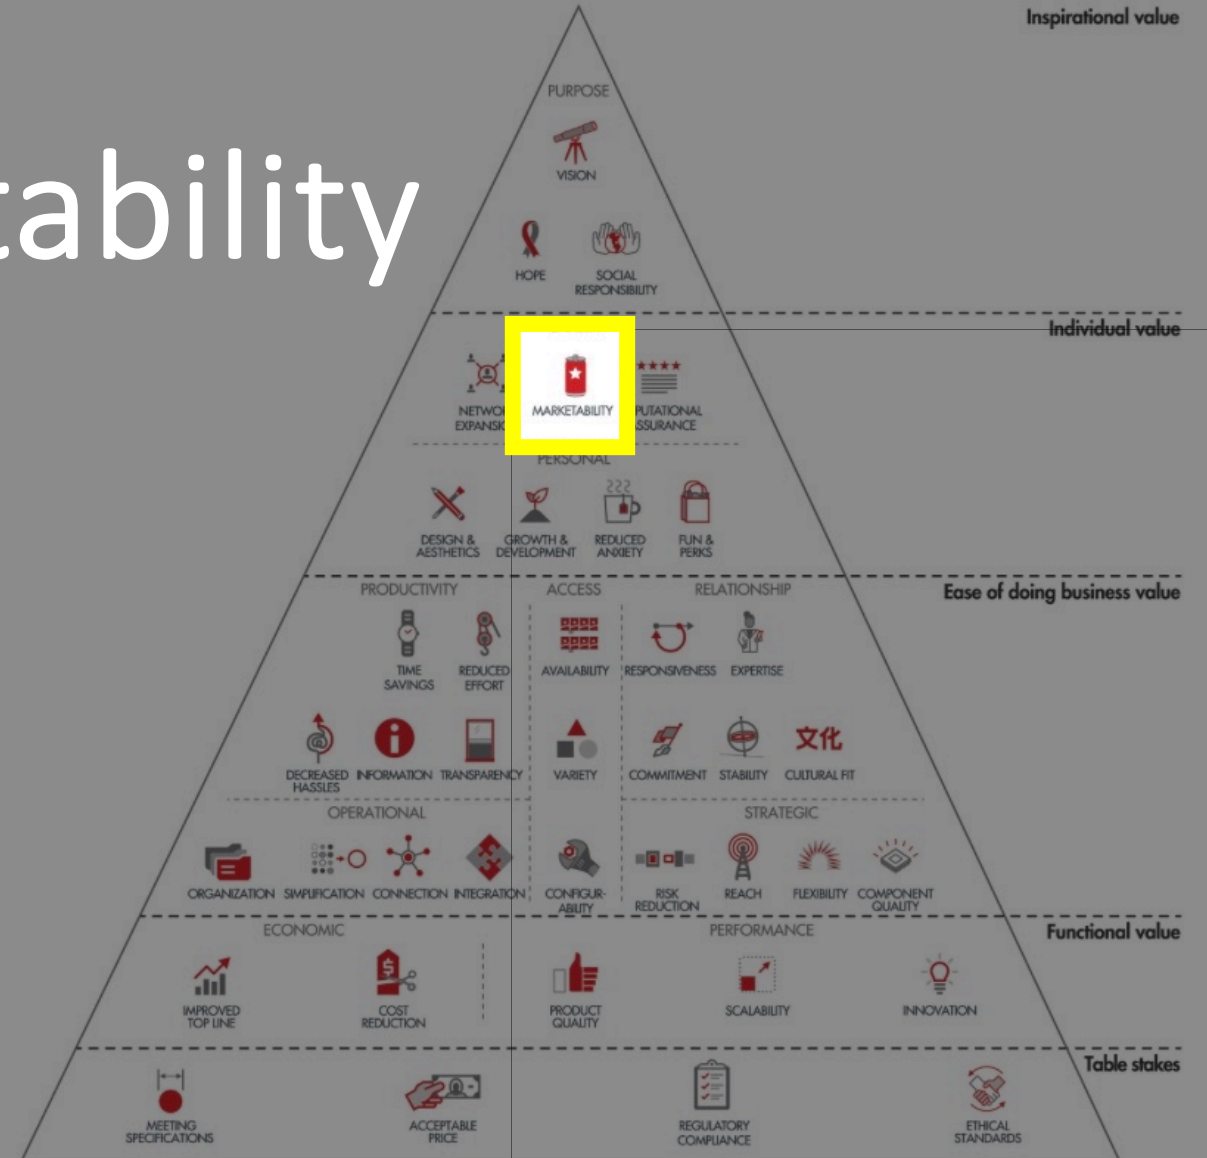 Inspirational value
PURPOSE
VISION
tability
HOPE
SOCIAL
RESPONSIBILITY
Individual value
NETWO
EXPANSI
MARKETABILITY
PUTATIONAL
SSURANCE
PERSONAL
DESIGN &
AESTHETICS
GROWTH &
DEVELOPMENT
REDUCED
ANXIETY
FUN &
PERKS
PRODUCTIVITY
ACCESS
RELATIONSHIP
Ease of doing business value
TIME
SAVINGS
REDUCED
EFFORT
AVAILABILITY
RESPONSIVENESS
EXPERTISE
文化
DECREASED
HASSLES
INFORMATION
TRANSPARENCY
VARIETY
COMMITMENT
STABILITY
CULTURAL FIT
OPERATIONAL
STRATEGIC
ORGANIZATION
SIMPLIFICATION
CONNECTION
INTEGRATION
CONFIGUR-
ABILITY
RISK
REDUCTION
REACH
FLEXIBILITY
COMPONENT
QUALITY
ECONOMIC
PERFORMANCE
Functional value
$
IMPROVED
TOP LINE
COST
REDUCTION
PRODUCT
QUALITY
SCALABILITY
INNOVATION
Table stakes
MEETING
SPECIFICATIONS
ACCEPTABLE
PRICE
REGULATORY
COMPLIANCE
ETHICAL
STANDARDS